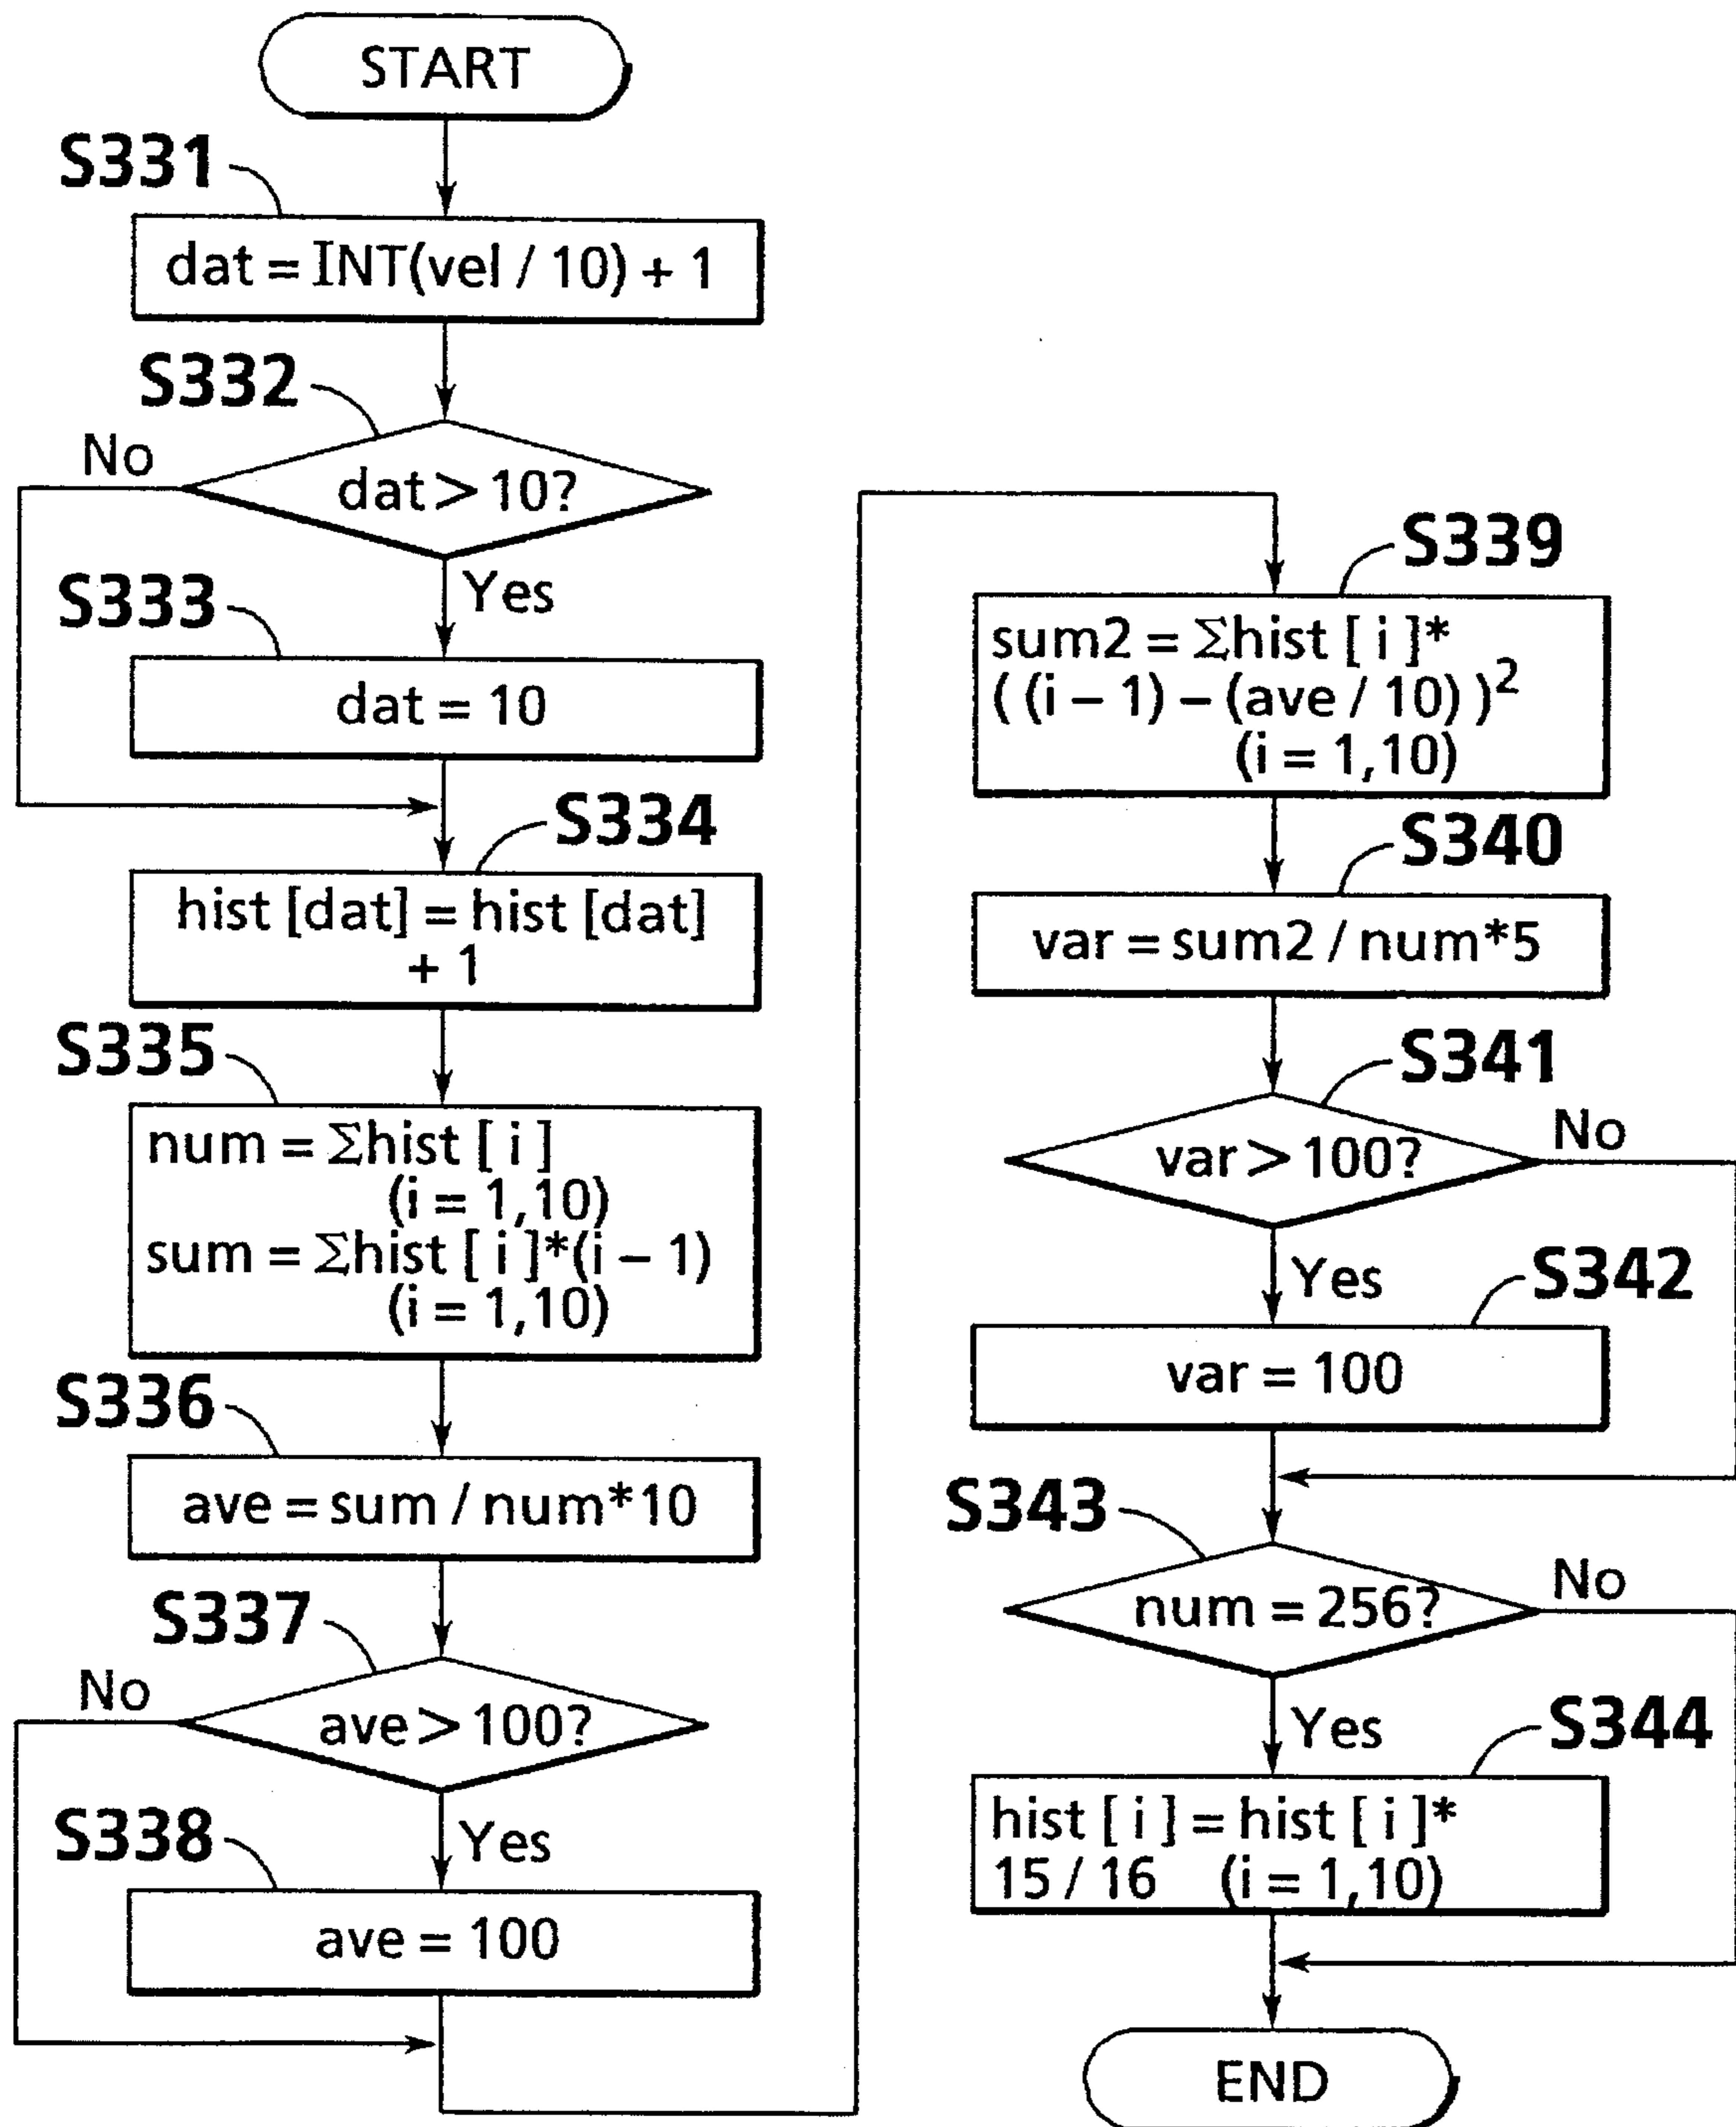 START
S331
dat = INT(vel / 10) + 1
S332
No
dat > 10?
Yes
S333
dat = 10
S334
hist [dat] = hist [dat]
+ 1
S335
num = Σhist [ i ]
(i = 1,10)
sum = Σhist [ i ]*(i – 1)
(i = 1,10)
S336
ave = sum / num*10
S337
No
ave > 100?
Yes
S338
ave = 100
S339
sum2 = Σhist [ i ]*
( (i – 1) – (ave / 10) )²
(i = 1,10)
S340
var = sum2 / num*5
S341
No
var > 100?
Yes
S342
var = 100
S343
No
num = 256?
Yes
S344
hist [ i ] = hist [ i ]*
15 / 16 (i = 1,10)
END